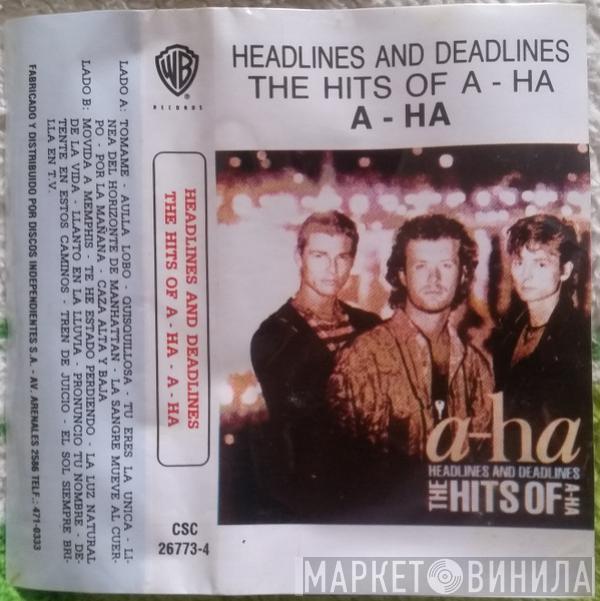 HEADLINES AND DEADLINES
THE HITS OF A - HA
A - HA
WB
®
RECORDS
HEADLINES AND DEADLINES
THE HITS OF A - HA - A - HA
CSC
26773-4
LADO A: TOMAME - AULLA LOBO - QUISQUILLOSA - TU ERES LA UNICA - LI-
NEA DEL HORIZONTE DE MANHATTAN - LA SANGRE MUEVE AL CUER-
PO - POR LA MAÑANA - CAZA ALTA Y BAJA
LADO B: MOVIDA A MEMPHIS - TE HE ESTADO PERDIENDO - LA LUZ NATURAL
DE LA VIDA - LLANTO EN LA LLUVIA - PRONUNCIO TU NOMBRE - DE-
TENTE EN ESTOS CAMINOS - TREN DE JUICIO - EL SOL SIEMPRE BRI-
LLA EN T.V.
FABRICADO Y DISTRIBUIDO POR DISCOS INDEPENDIENTES S.A. - AV. ARENALES 2586 TELF.: 471-0333
a-ha
HEADLINES AND DEADLINES
THE HITS OF A-HA
МАРКЕТ ВИНИЛА